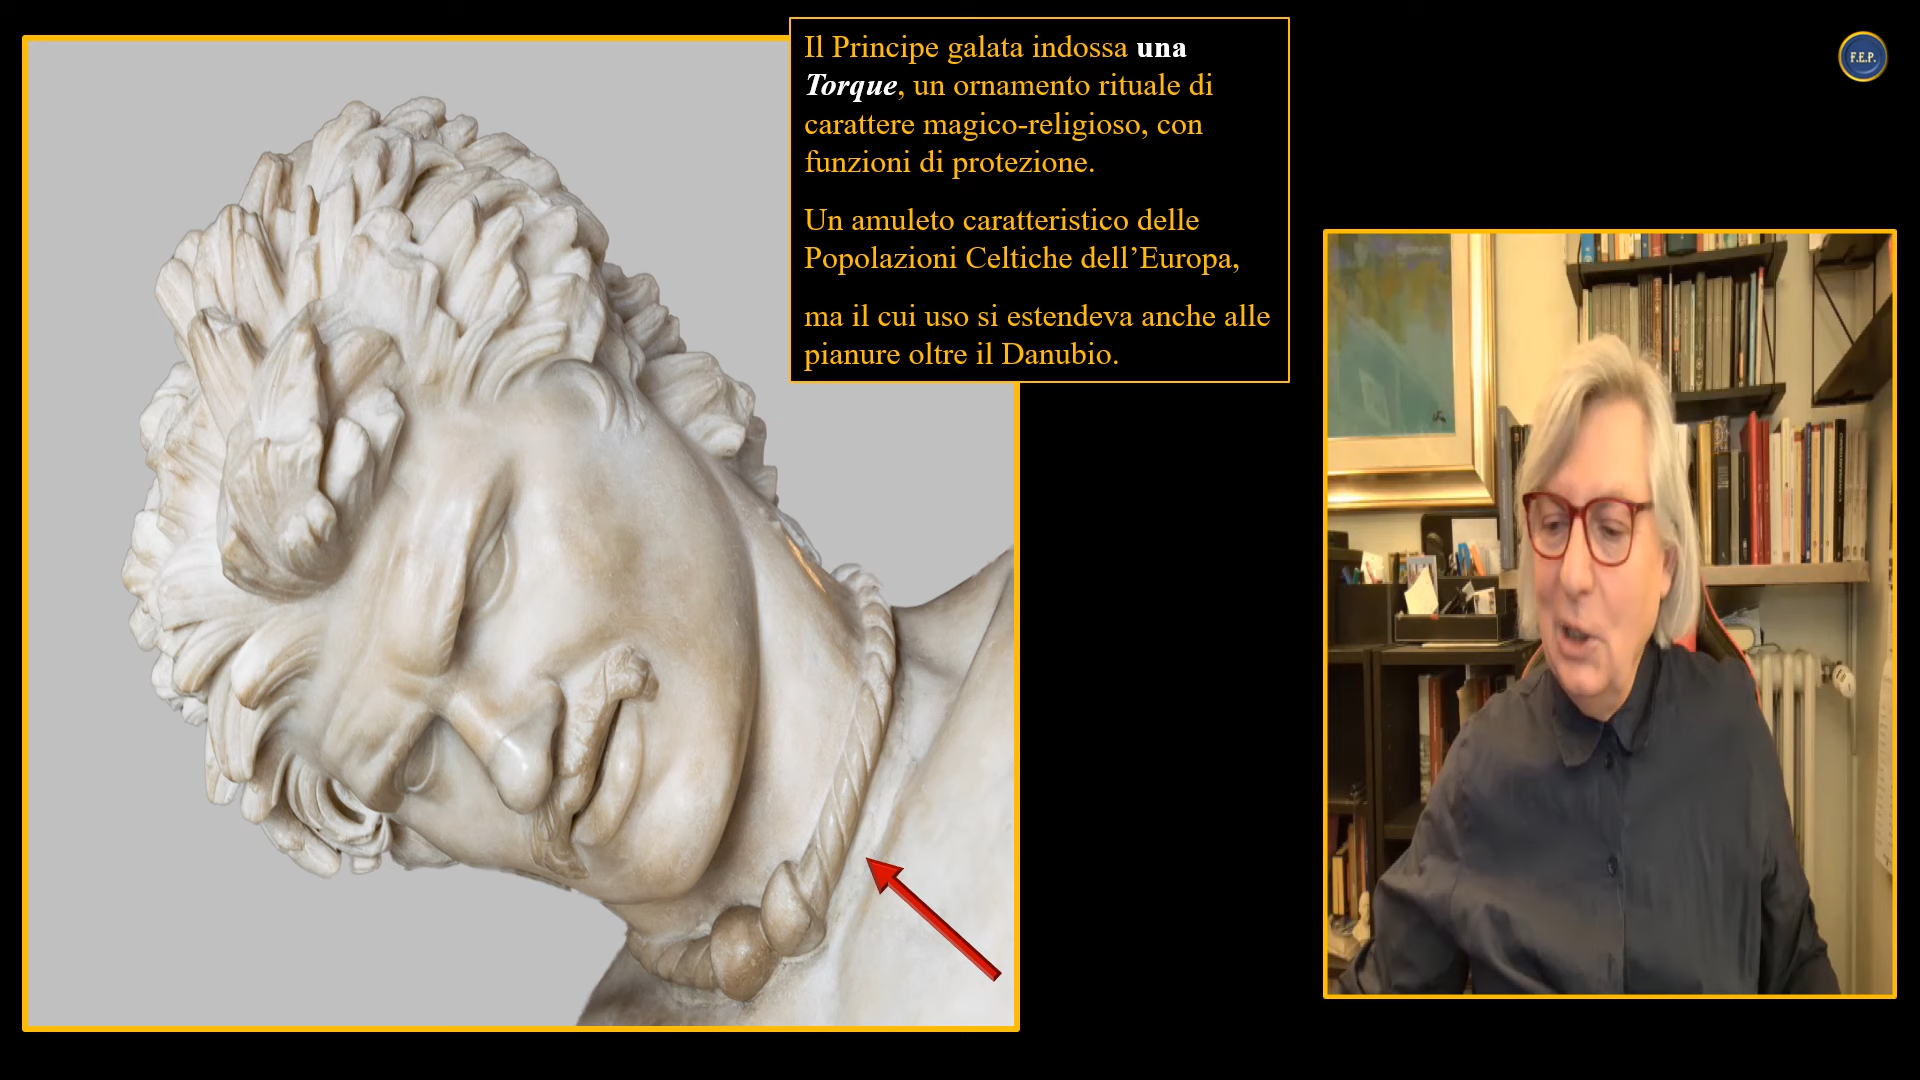 Il Principe galata indossa una
Torque, un ornamento rituale di
carattere magico-religioso, con
funzioni di protezione.
Un amuleto caratteristico delle
Popolazioni Celtiche dell’Europa,
ma il cui uso si estendeva anche alle
pianure oltre il Danubio.
F.E.P.